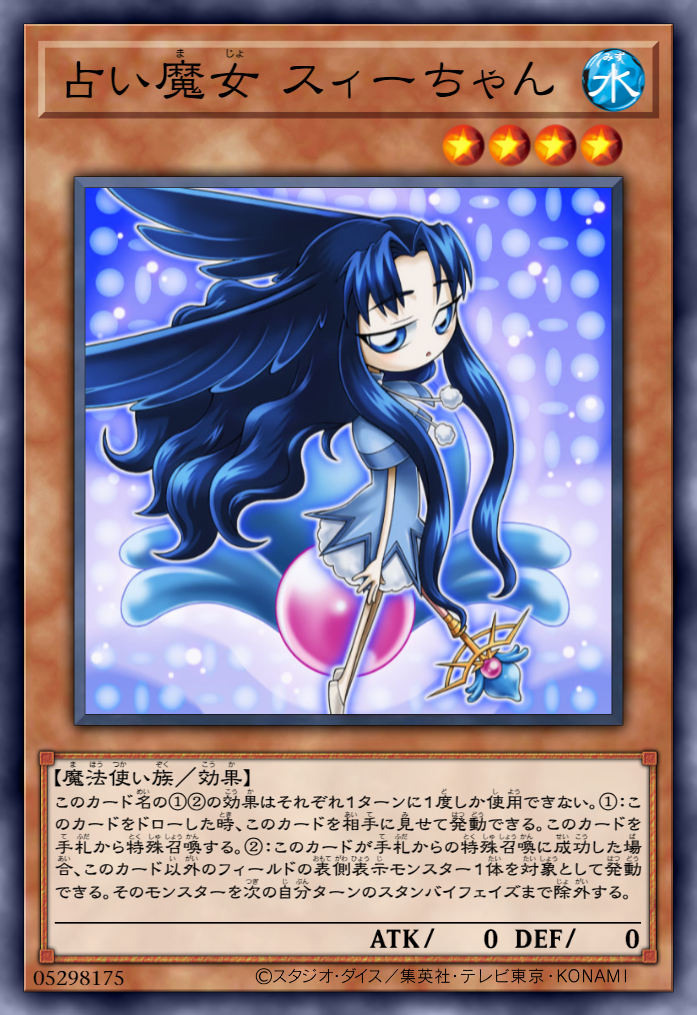 占い魔女 スィーちゃん
水
【魔法使い族／効果】
このカード名の①②の効果はそれぞれ1ターンに1度しか使用できない。①：こ
のカードをドローした時、このカードを相手に見せて発動できる。このカードを
手札から特殊召喚する。②：このカードが手札からの特殊召喚に成功した場
合、このカード以外のフィールドの表側表示モンスター1体を対象として発動
できる。そのモンスターを次の自分ターンのスタンバイフェイズまで除外する。
ATK/ 0 DEF/ 0
05298175 ©スタジオ・ダイス／集英社・テレビ東京・KONAMI